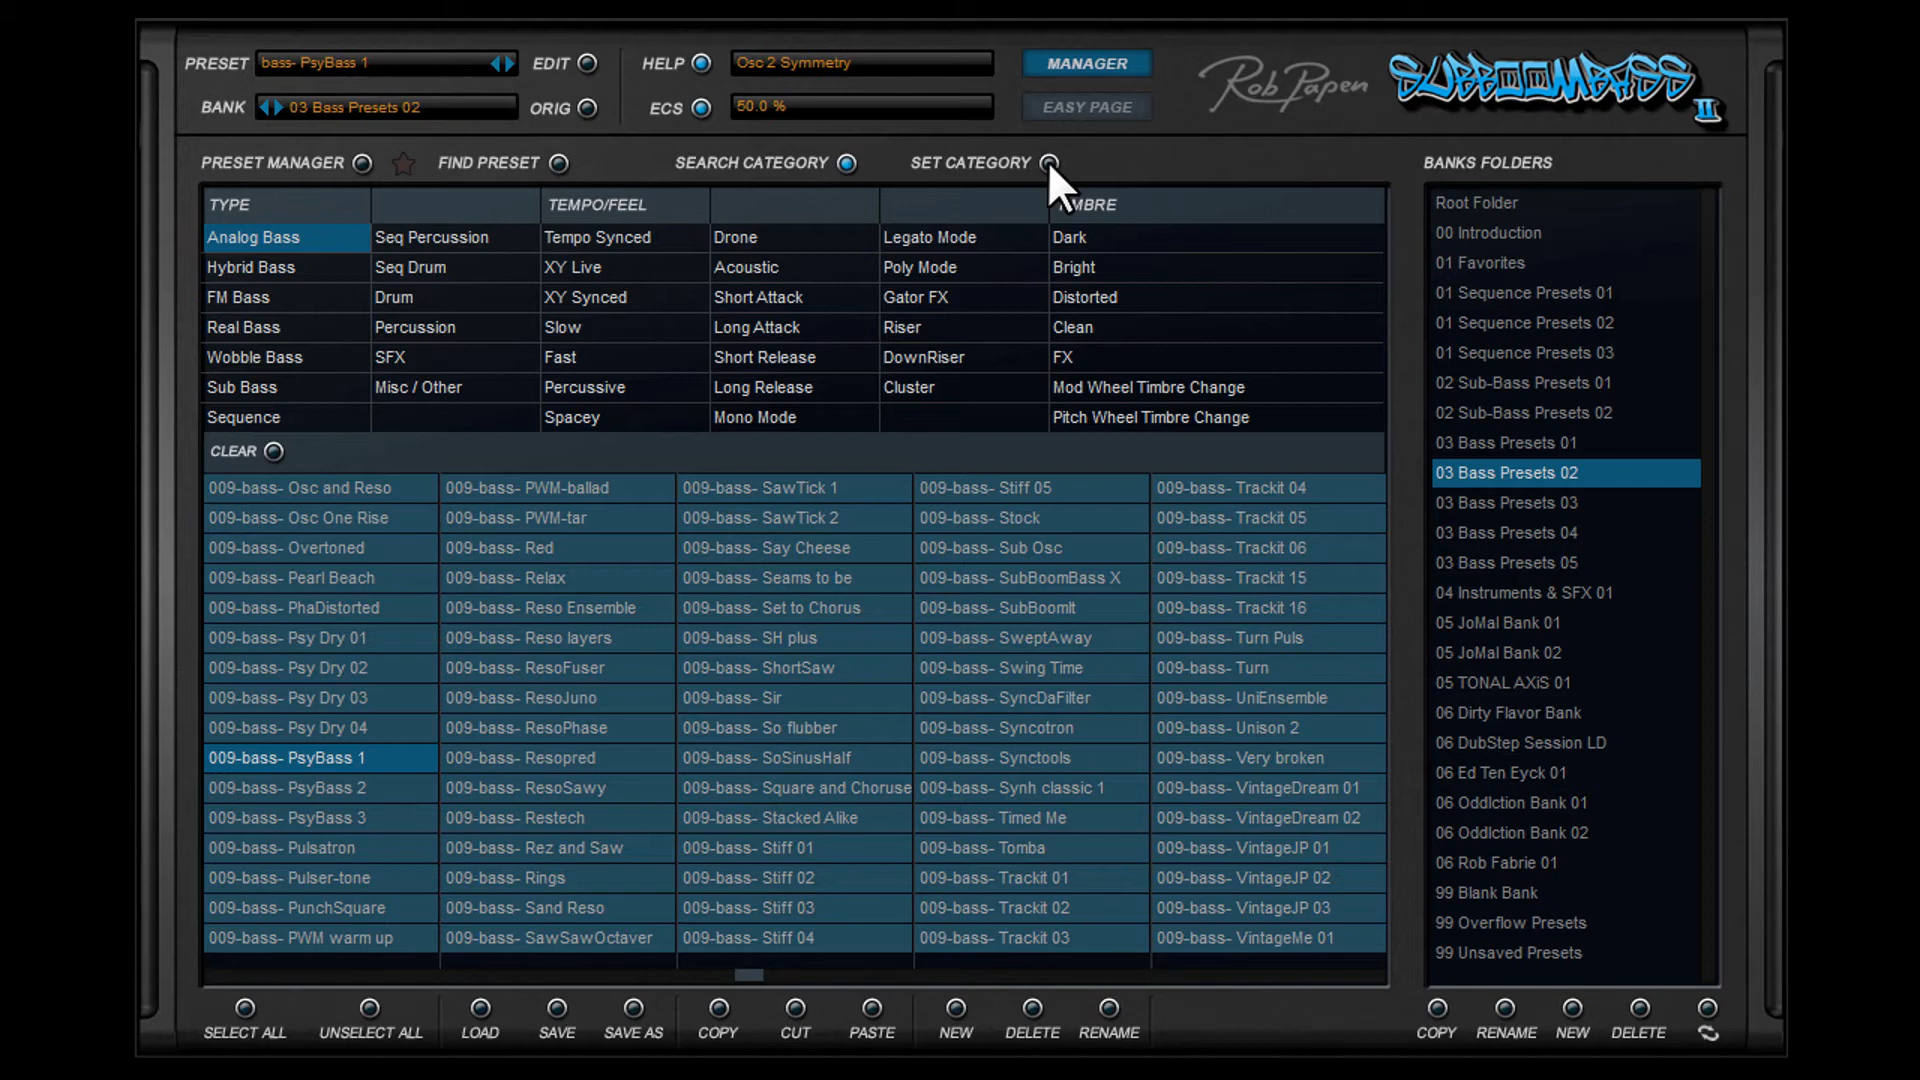 PRESET bass- PsyBass 1 EDIT HELP Osc 2 Symmetry MANAGER Rob Papen SUBBOOMBASS II
BANK 03 Bass Presets 02 ORIG ECS 50.0 % EASY PAGE
PRESET MANAGER FIND PRESET SEARCH CATEGORY SET CATEGORY BANKS FOLDERS
TYPE TEMPO/FEEL MBRE
Analog Bass Seq Percussion Tempo Synced Drone Legato Mode Dark
Hybrid Bass Seq Drum XY Live Acoustic Poly Mode Bright
FM Bass Drum XY Synced Short Attack Gator FX Distorted
Real Bass Percussion Slow Long Attack Riser Clean
Wobble Bass SFX Fast Short Release DownRiser FX
Sub Bass Misc / Other Percussive Long Release Cluster Mod Wheel Timbre Change
Sequence Spacey Mono Mode Pitch Wheel Timbre Change
CLEAR
009-bass- Osc and Reso 009-bass- PWM-ballad 009-bass- SawTick 1 009-bass- Stiff 05 009-bass- Trackit 04
009-bass- Osc One Rise 009-bass- PWM-tar 009-bass- SawTick 2 009-bass- Stock 009-bass- Trackit 05
009-bass- Overtoned 009-bass- Red 009-bass- Say Cheese 009-bass- Sub Osc 009-bass- Trackit 06
009-bass- Pearl Beach 009-bass- Relax 009-bass- Seams to be 009-bass- SubBoomBass X 009-bass- Trackit 15
009-bass- PhaDistorted 009-bass- Reso Ensemble 009-bass- Set to Chorus 009-bass- SubBoomIt 009-bass- Trackit 16
009-bass- Psy Dry 01 009-bass- Reso layers 009-bass- SH plus 009-bass- SweptAway 009-bass- Turn Puls
009-bass- Psy Dry 02 009-bass- ResoFuser 009-bass- ShortSaw 009-bass- Swing Time 009-bass- Turn
009-bass- Psy Dry 03 009-bass- ResoJuno 009-bass- Sir 009-bass- SyncDaFilter 009-bass- UniEnsemble
009-bass- Psy Dry 04 009-bass- ResoPhase 009-bass- So flubber 009-bass- Syncotron 009-bass- Unison 2
009-bass- PsyBass 1 009-bass- Resopred 009-bass- SoSinusHalf 009-bass- Synctools 009-bass- Very broken
009-bass- PsyBass 2 009-bass- ResoSawy 009-bass- Square and Choruse 009-bass- Synh classic 1 009-bass- VintageDream 01
009-bass- PsyBass 3 009-bass- Restech 009-bass- Stacked Alike 009-bass- Timed Me 009-bass- VintageDream 02
009-bass- Pulsatron 009-bass- Rez and Saw 009-bass- Stiff 01 009-bass- Tomba 009-bass- VintageJP 01
009-bass- Pulser-tone 009-bass- Rings 009-bass- Stiff 02 009-bass- Trackit 01 009-bass- VintageJP 02
009-bass- PunchSquare 009-bass- Sand Reso 009-bass- Stiff 03 009-bass- Trackit 02 009-bass- VintageJP 03
009-bass- PWM warm up 009-bass- SawSawOctaver 009-bass- Stiff 04 009-bass- Trackit 03 009-bass- VintageMe 01
Root Folder
00 Introduction
01 Favorites
01 Sequence Presets 01
01 Sequence Presets 02
01 Sequence Presets 03
02 Sub-Bass Presets 01
02 Sub-Bass Presets 02
03 Bass Presets 01
03 Bass Presets 02
03 Bass Presets 03
03 Bass Presets 04
03 Bass Presets 05
04 Instruments & SFX 01
05 JoMal Bank 01
05 JoMal Bank 02
05 TONAL AXiS 01
06 Dirty Flavor Bank
06 DubStep Session LD
06 Ed Ten Eyck 01
06 OddIction Bank 01
06 OddIction Bank 02
06 Rob Fabrie 01
99 Blank Bank
99 Overflow Presets
99 Unsaved Presets
SELECT ALL UNSELECT ALL LOAD SAVE SAVE AS COPY CUT PASTE NEW DELETE RENAME COPY RENAME NEW DELETE